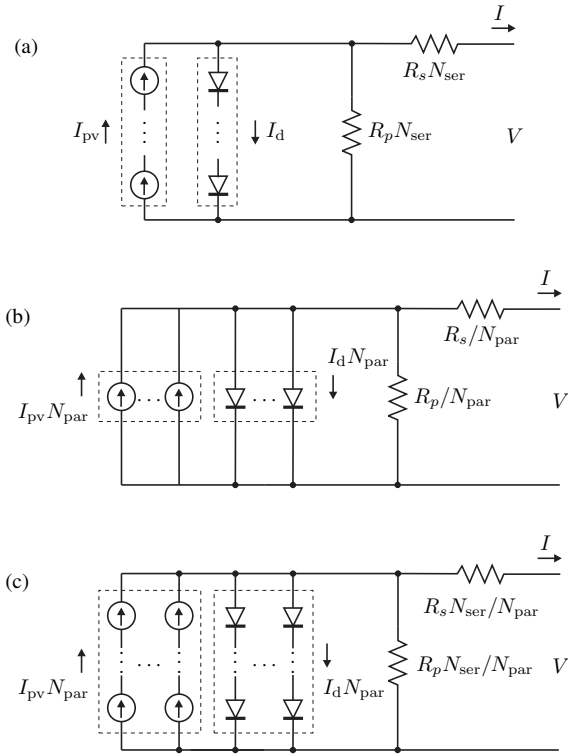 (a)
I
R_s N_ser
I_pv
I_d
R_p N_ser
V
(b)
I
R_s/N_par
I_d N_par
I_pv N_par
R_p/N_par
V
(c)
I
R_s N_ser/N_par
I_pv N_par
I_d N_par
R_p N_ser/N_par
V